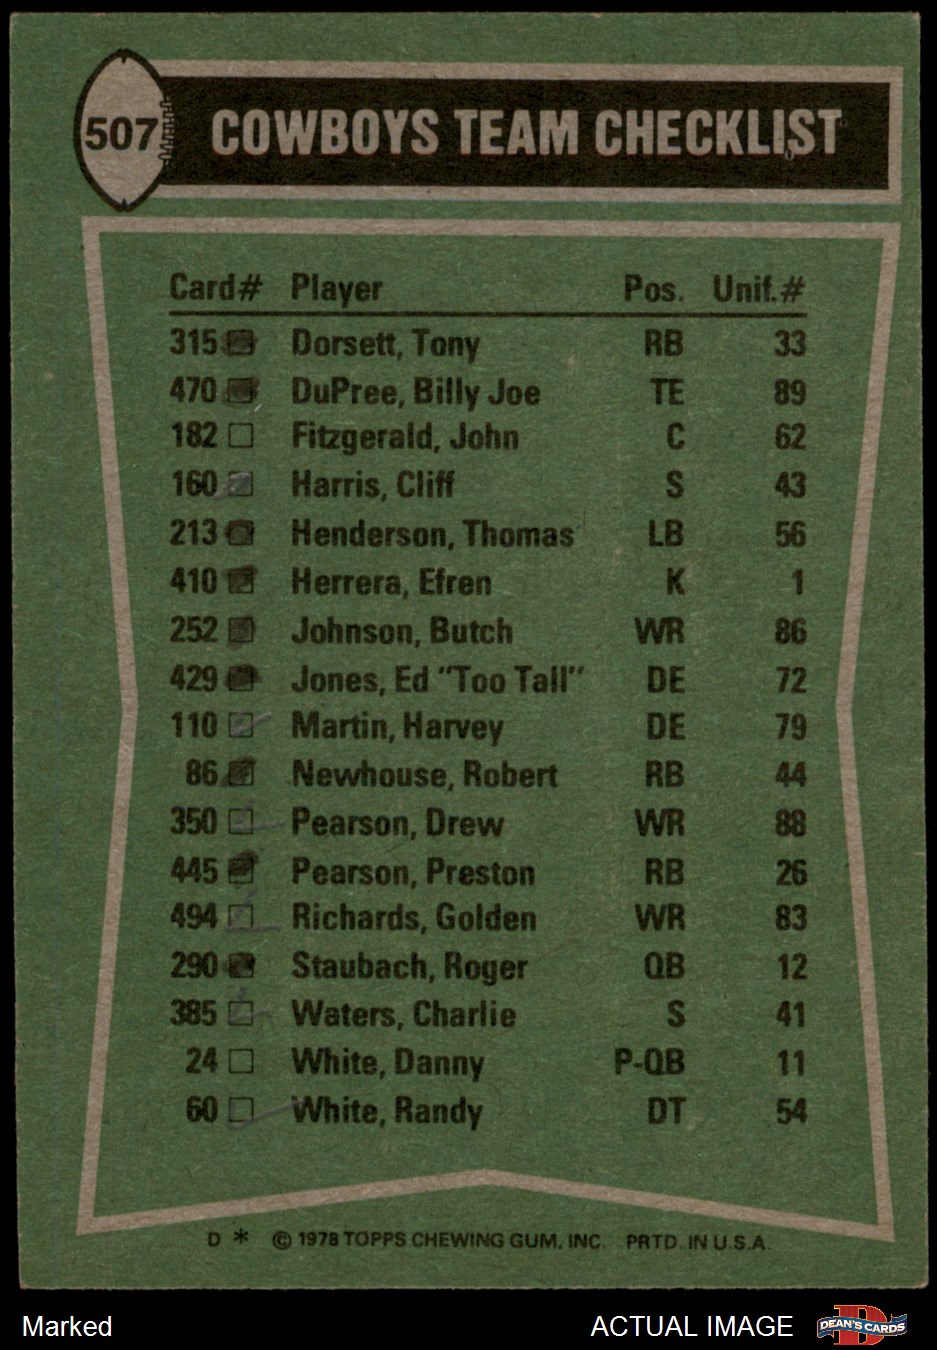 507 COWBOYS TEAM CHECKLIST
Card# Player Pos. Unif.#
315 Dorsett, Tony RB 33
470 DuPree, Billy Joe TE 89
182 Fitzgerald, John C 62
160 Harris, Cliff S 43
213 Henderson, Thomas LB 56
410 Herrera, Efren K 1
252 Johnson, Butch WR 86
429 Jones, Ed "Too Tall" DE 72
110 Martin, Harvey DE 79
86 Newhouse, Robert RB 44
350 Pearson, Drew WR 88
445 Pearson, Preston RB 26
494 Richards, Golden WR 83
290 Staubach, Roger QB 12
385 Waters, Charlie S 41
24 White, Danny P-QB 11
60 White, Randy DT 54
D * © 1978 TOPPS CHEWING GUM, INC. PRTD. IN U.S.A.
Marked ACTUAL IMAGE D DEAN'S CARDS